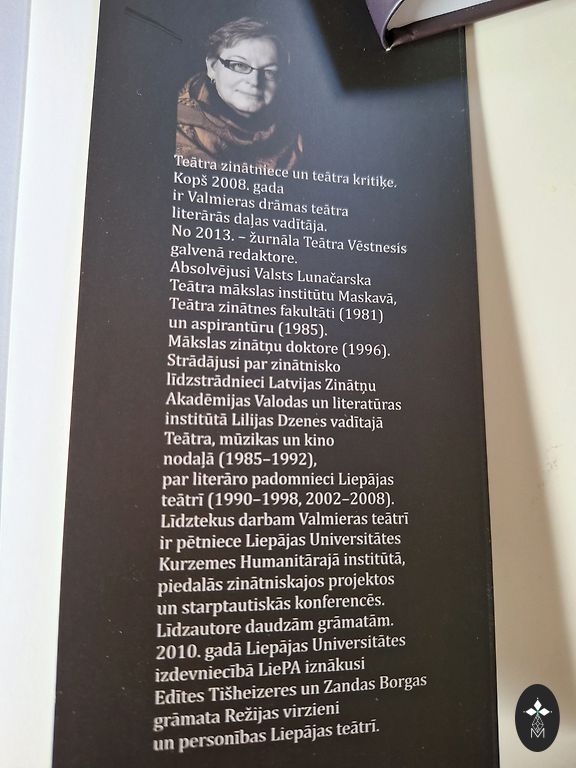 Teātra zinātniece un teātra kritiķe.
Kopš 2008. gada
ir Valmieras drāmas teātra
literārās daļas vadītāja.
No 2013. – žurnāla Teātra Vēstnesis
galvenā redaktore.
Absolvējusi Valsts Lunačarska
Teātra mākslas institūtu Maskavā,
Teātra zinātnes fakultāti (1981)
un aspirantūru (1985).
Mākslas zinātņu doktore (1996).
Strādājusi par zinātnisko
līdzstrādnieci Latvijas Zinātņu
Akadēmijas Valodas un literatūras
institūtā Lilijas Dzenes vadītajā
Teātra, mūzikas un kino
nodaļā (1985–1992),
par literāro padomnieci Liepājas
teātrī (1990–1998, 2002–2008).
Līdztekus darbam Valmieras teātrī
ir pētniece Liepājas Universitātes
Kurzemes Humanitārajā institūtā,
piedalās zinātniskajos projektos
un starptautiskās konferencēs.
Līdzautore daudzām grāmatām.
2010. gadā Liepājas Universitātes
izdevniecībā LiePA iznākusi
Edītes Tišheizeres un Zandas Borgas
grāmata Režijas virzieni
un personības Liepājas teātrī.
M